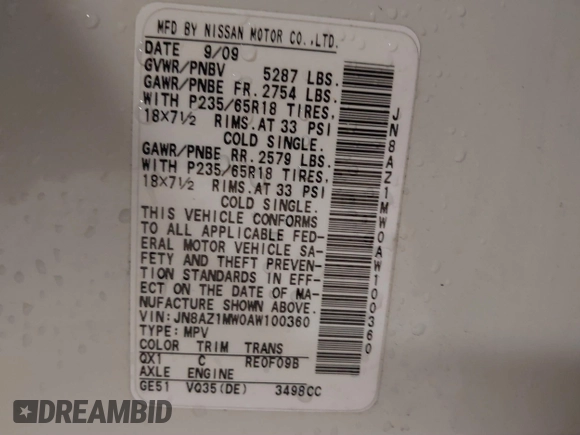 MFD BY NISSAN MOTOR CO.,LTD.
DATE 9/09
GVWR/PNBV 5287 LBS.
GAWR/PNBE FR. 2754 LBS.
WITH P235/65R18 TIRES,
18X7½ RIMS.AT 33 PSI
COLD SINGLE.
GAWR/PNBE RR. 2579 LBS.
WITH P235/65R18 TIRES,
18X7½ RIMS.AT 33 PSI
COLD SINGLE.
THIS VEHICLE CONFORMS
TO ALL APPLICABLE FED-
ERAL MOTOR VEHICLE SA-
FETY AND THEFT PREVEN-
TION STANDARDS IN EFF-
ECT ON THE DATE OF MA-
NUFACTURE SHOWN ABOVE.
VIN:JN8AZ1MW0AW100360
TYPE: MPV
COLOR TRIM TRANS
QX1 C RE0F09B
AXLE ENGINE
GE51 VQ35(DE) 3498CC
JN8AZ1MW0AW100360
DREAMBID